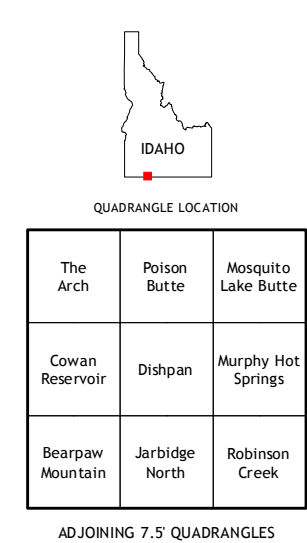 IDAHO
QUADRANGLE LOCATION
The
Arch
Poison
Butte
Mosquito
Lake Butte
Cowan
Reservoir
Dishpan
Murphy Hot
Springs
Bearpaw
Mountain
Jarbidge
North
Robinson
Creek
ADJOINING 7.5' QUADRANGLES